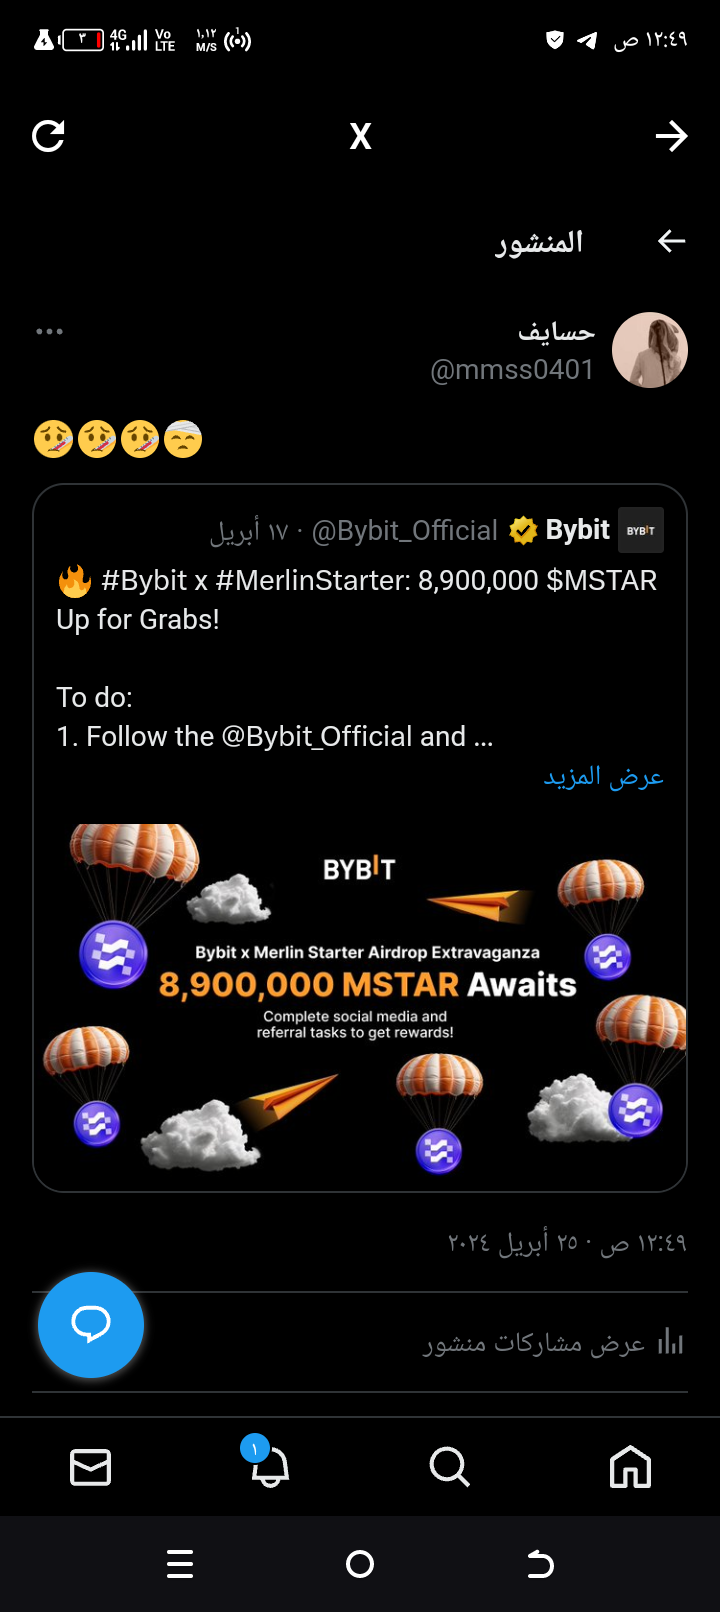 ٣ 4G Vo LTE ١,١٢ M/S ١٢:٤٩ ص
X
المنشور
حسايف
@mmss0401
Bybit @Bybit_Official · ١٧ أبريل
BYBIT
#Bybit x #MerlinStarter: 8,900,000 $MSTAR
Up for Grabs!
To do:
1. Follow the @Bybit_Official and ...
عرض المزيد
BYBIT
Bybit x Merlin Starter Airdrop Extravaganza
8,900,000 MSTAR Awaits
Complete social media and
referral tasks to get rewards!
١٢:٤٩ ص · ٢٥ أبريل ٢٠٢٤
عرض مشاركات منشور
١